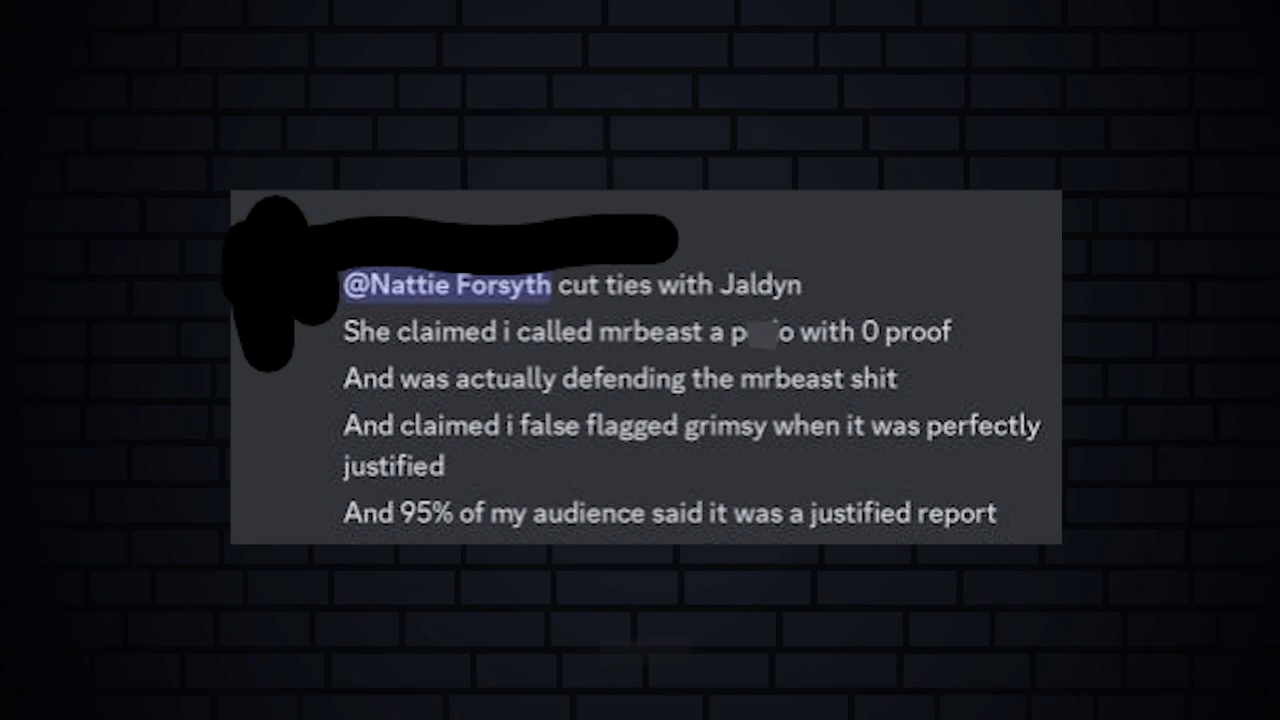 @Nattie Forsyth cut ties with Jaldyn
She claimed i called mrbeast a p o with 0 proof
And was actually defending the mrbeast shit
And claimed i false flagged grimsy when it was perfectly
justified
And 95% of my audience said it was a justified report